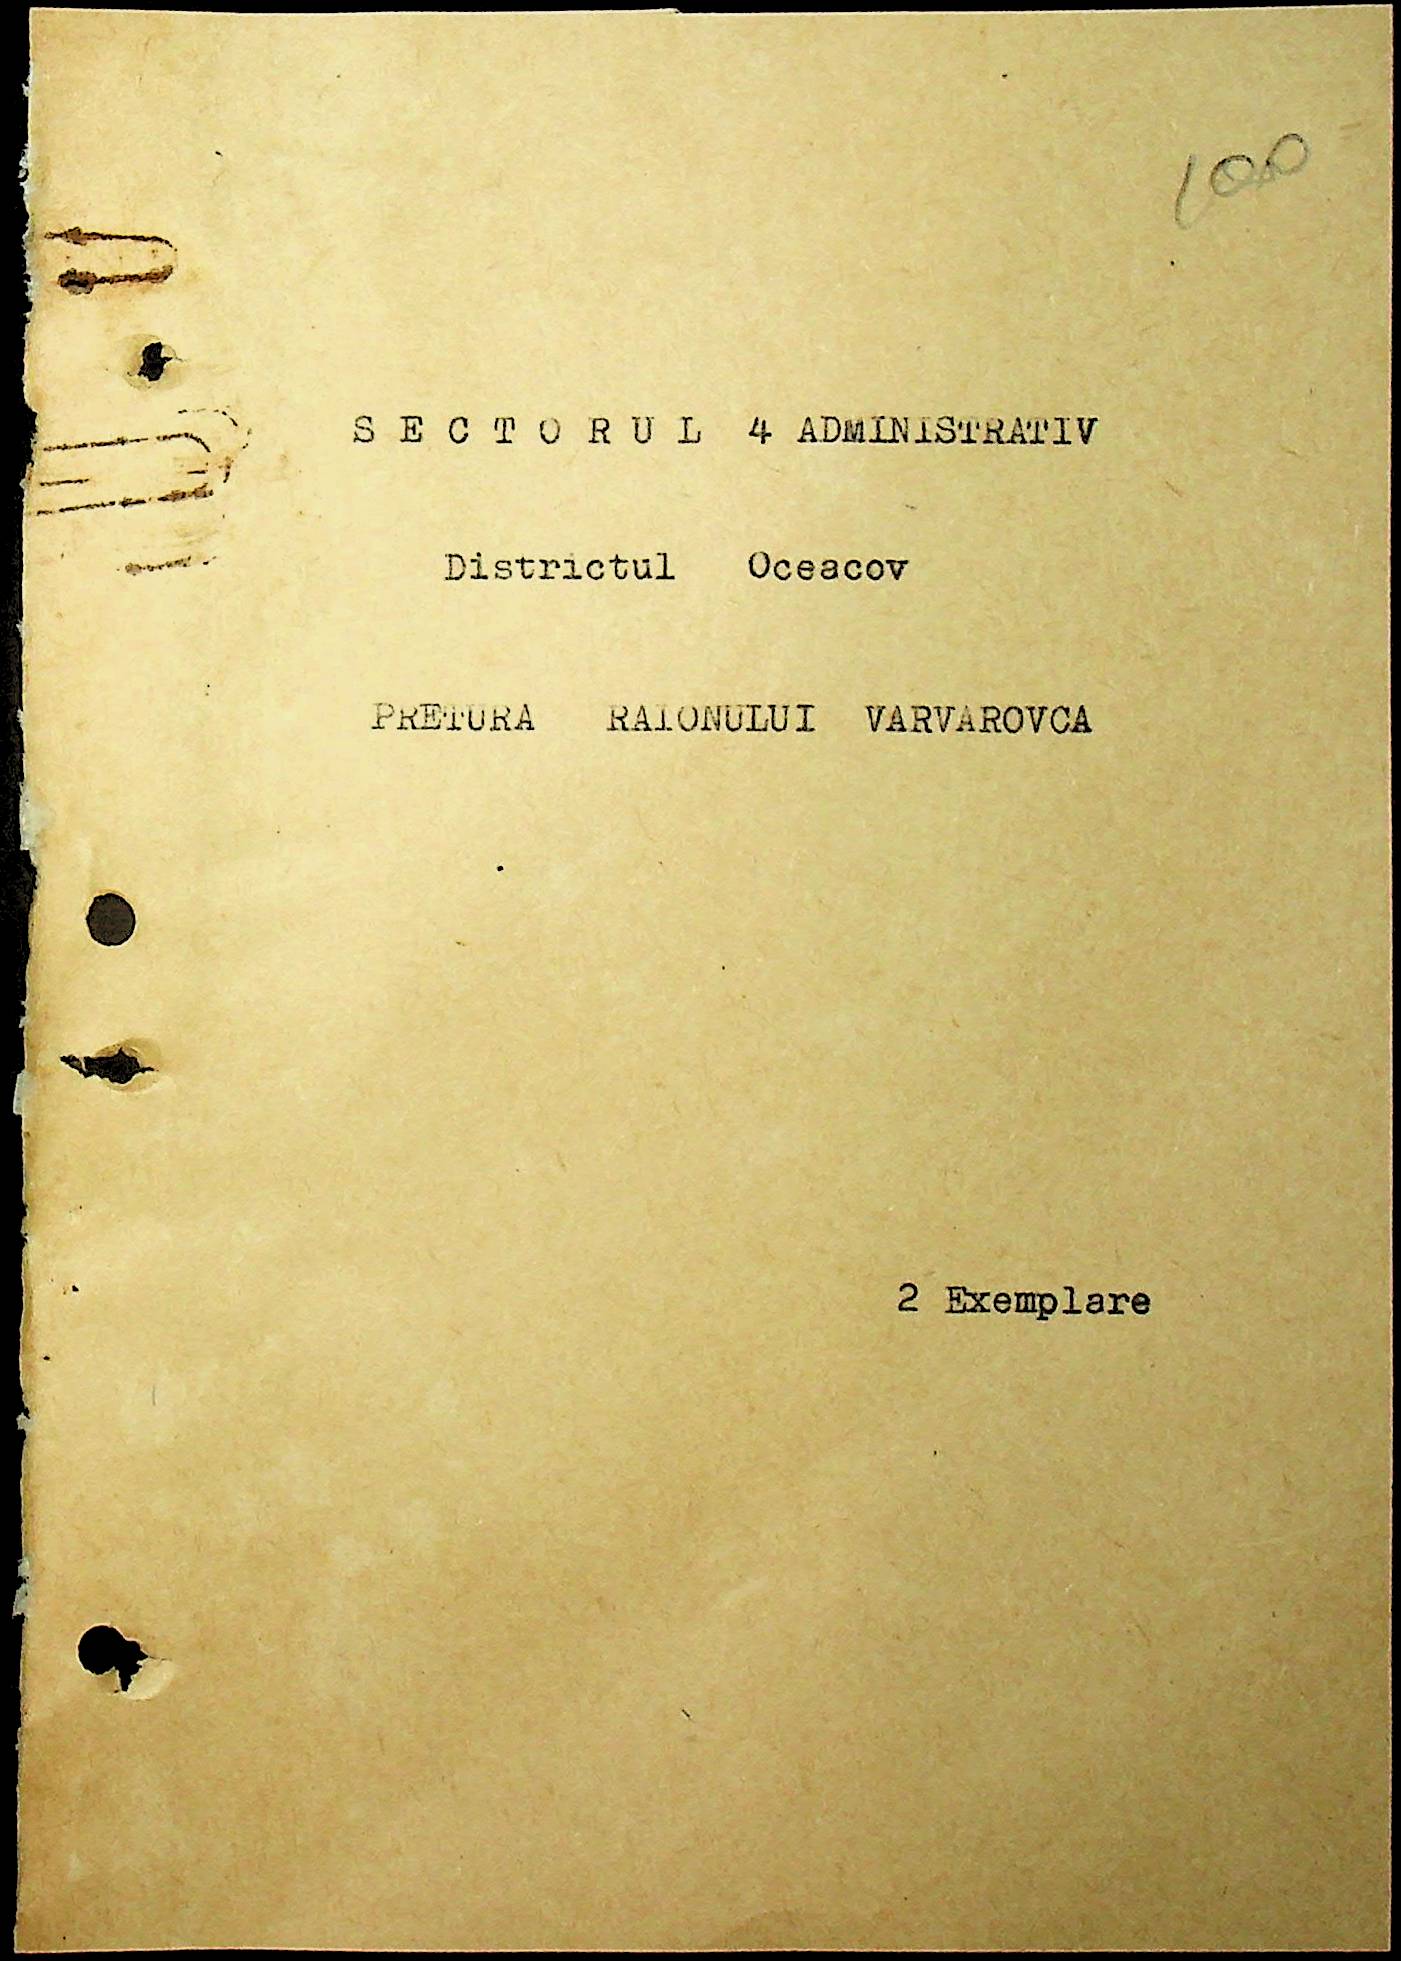 100
S E C T O R U L 4 ADMINISTRATIV
Districtul Oceacov
PRETURA RAIONULUI VARVAROVCA
2 Exemplare